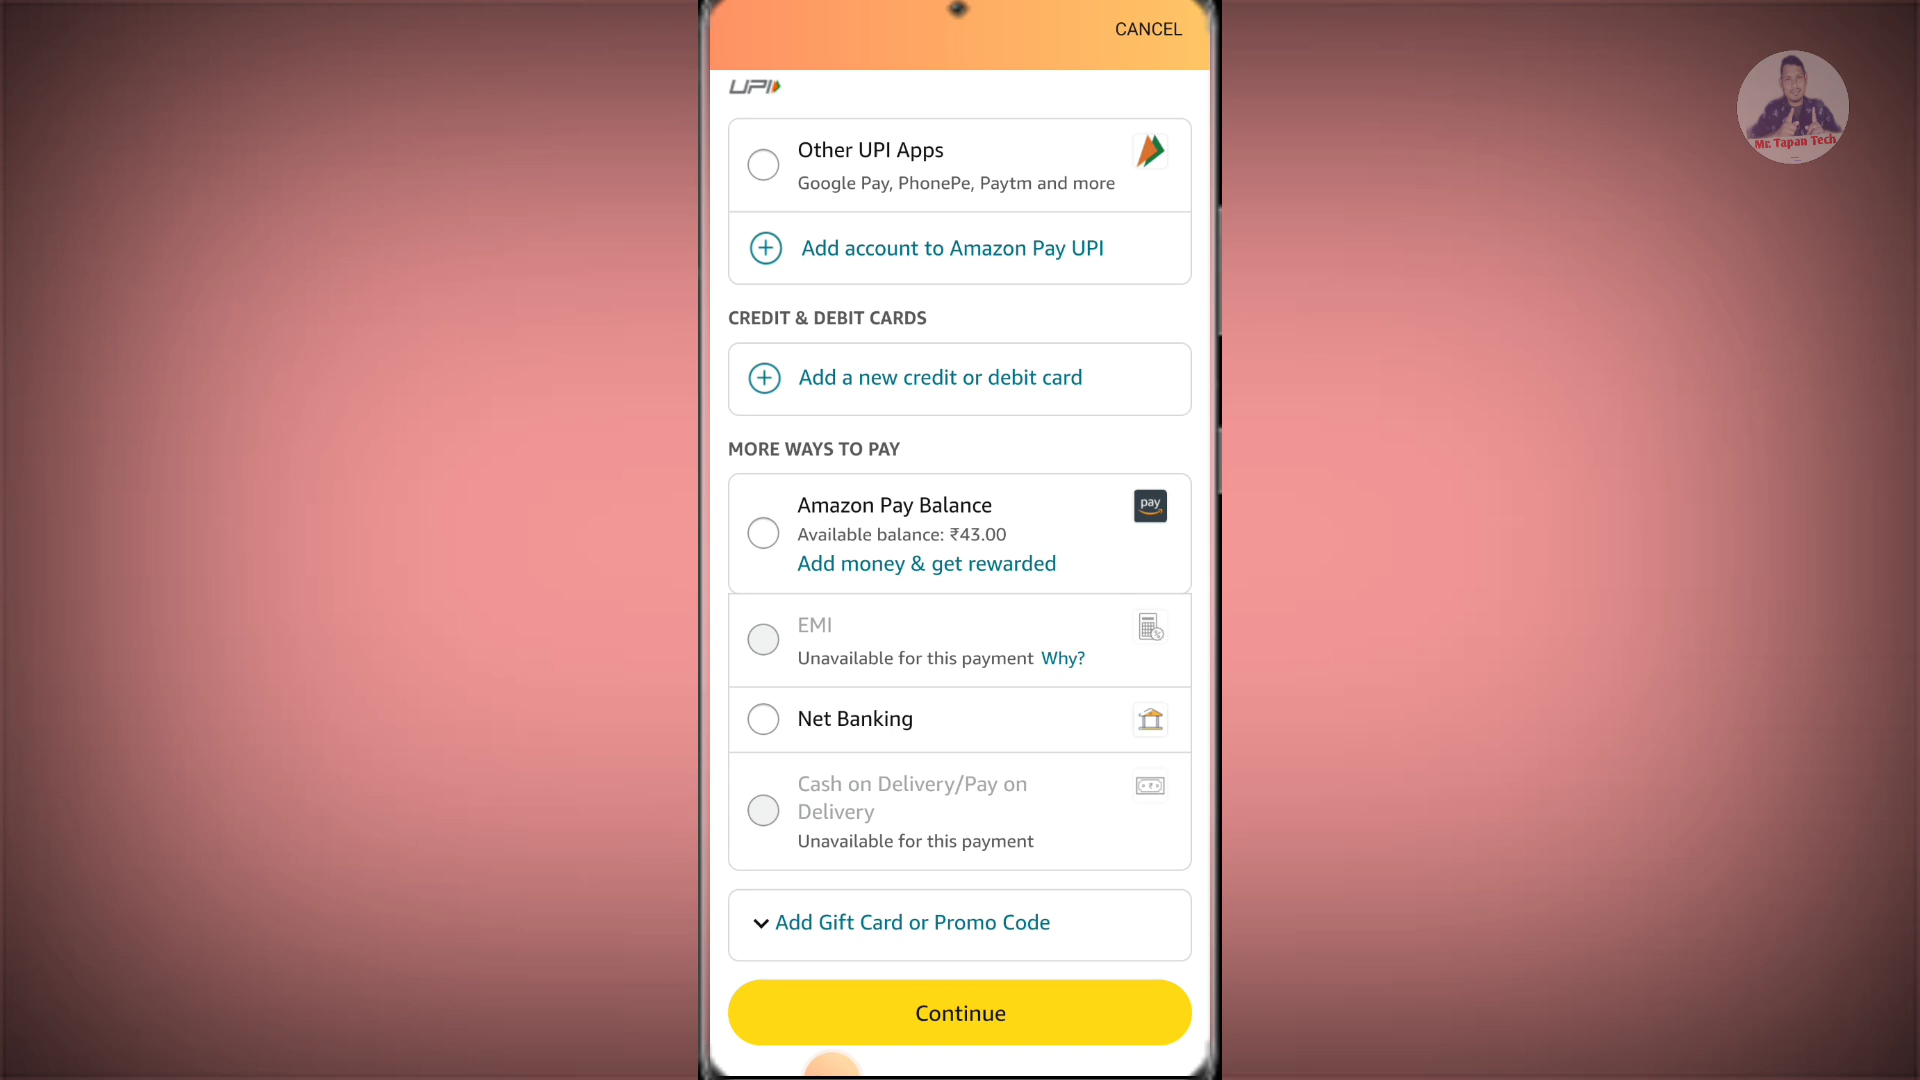 CANCEL
UPI
Other UPI Apps
Google Pay, PhonePe, Paytm and more
Add account to Amazon Pay UPI
CREDIT & DEBIT CARDS
Add a new credit or debit card
MORE WAYS TO PAY
Amazon Pay Balance
pay
Available balance: ₹43.00
Add money & get rewarded
EMI
Unavailable for this payment Why?
Net Banking
Cash on Delivery/Pay on
Delivery
Unavailable for this payment
Add Gift Card or Promo Code
Continue
Mr. Tapan Tech